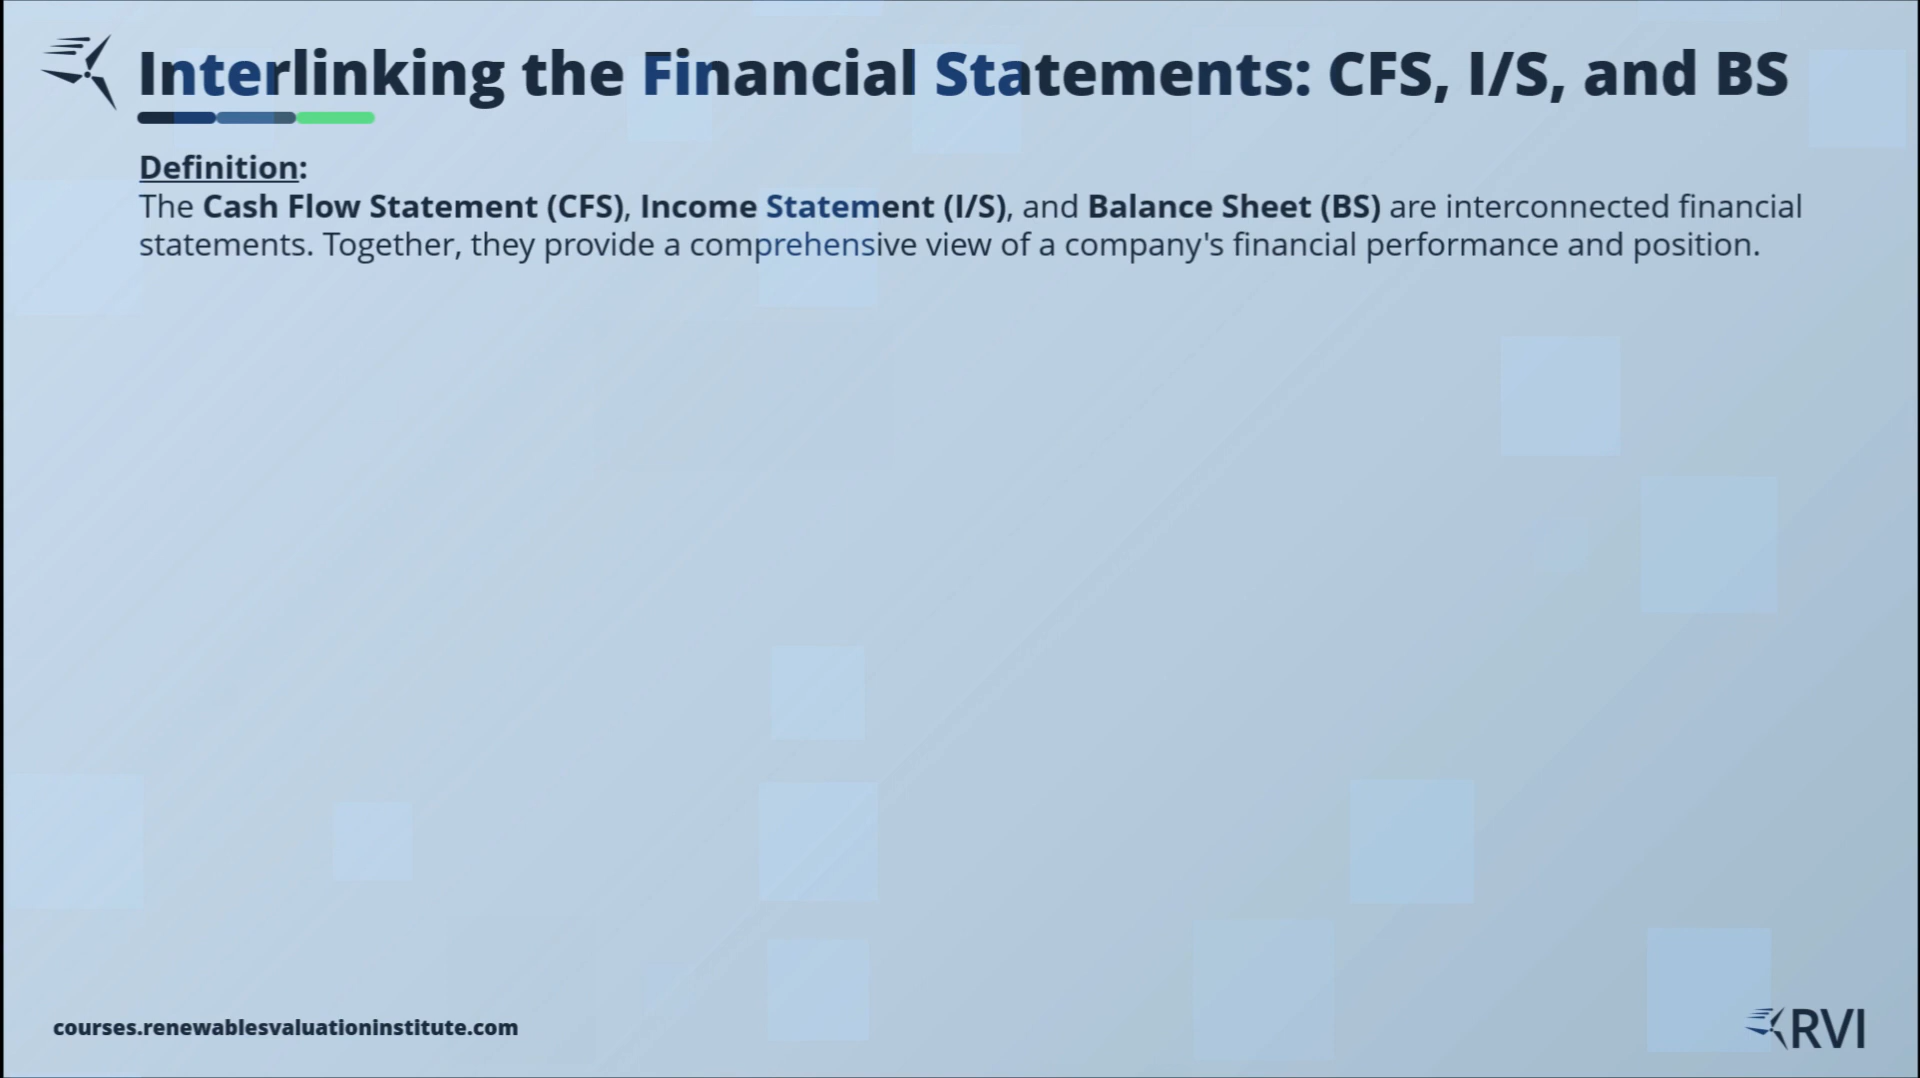 Interlinking the Financial Statements: CFS, I/S, and BS
Definition:
The Cash Flow Statement (CFS), Income Statement (I/S), and Balance Sheet (BS) are interconnected financial
statements. Together, they provide a comprehensive view of a company's financial performance and position.
courses.renewablesvaluationinstitute.com
RVI